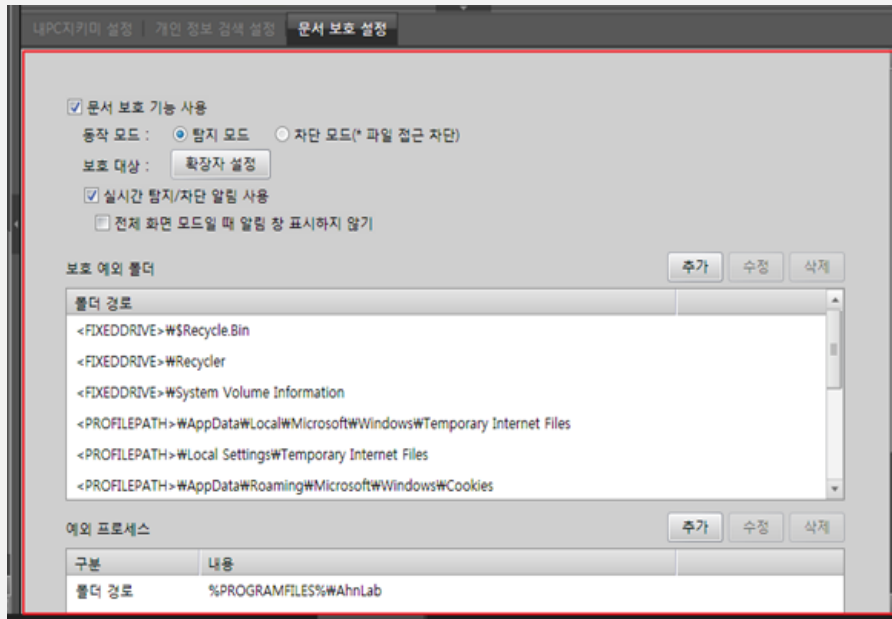 내PC지키미 설정 개인 정보 검색 설정 문서 보호 설정
문서 보호 기능 사용
동작 모드 : 탐지 모드 차단 모드(* 파일 접근 차단)
보호 대상 : 확장자 설정
실시간 탐지/차단 알림 사용
전체 화면 모드일 때 알림 창 표시하지 않기
보호 예외 폴더 추가 수정 삭제
폴더 경로
<FIXEDDRIVE>₩$Recycle.Bin
<FIXEDDRIVE>₩Recycler
<FIXEDDRIVE>₩System Volume Information
<PROFILEPATH>₩AppData₩Local₩Microsoft₩Windows₩Temporary Internet Files
<PROFILEPATH>₩Local Settings₩Temporary Internet Files
<PROFILEPATH>₩AppData₩Roaming₩Microsoft₩Windows₩Cookies
예외 프로세스 추가 수정 삭제
구분 내용
폴더 경로 %PROGRAMFILES%₩AhnLab